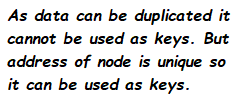 As data can be duplicated it
cannot be used as keys. But
address of node is unique so
it can be used as keys.